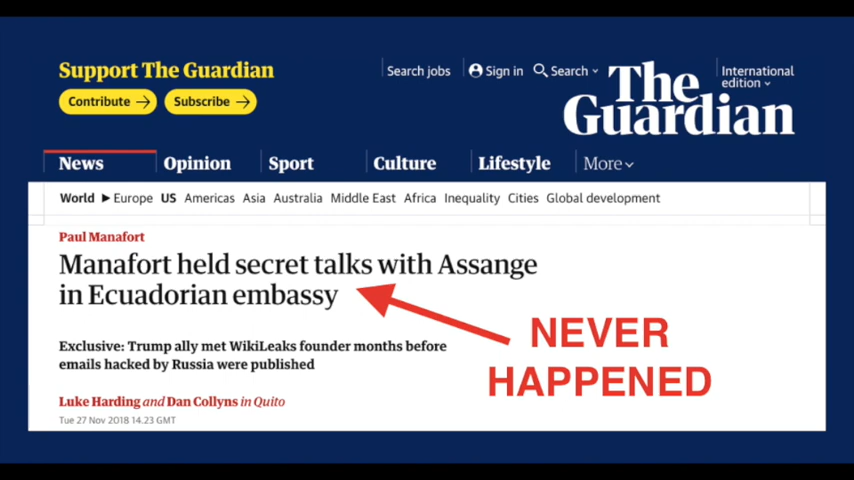 Support The Guardian
Contribute →
Subscribe →
Search jobs
Sign in
Search
The
Guardian
International
edition
News
Opinion
Sport
Culture
Lifestyle
More
World ▶ Europe US Americas Asia Australia Middle East Africa Inequality Cities Global development
Paul Manafort
Manafort held secret talks with Assange
in Ecuadorian embassy
NEVER
HAPPENED
Exclusive: Trump ally met WikiLeaks founder months before
emails hacked by Russia were published
Luke Harding and Dan Collyns in Quito
Tue 27 Nov 2018 14.23 GMT